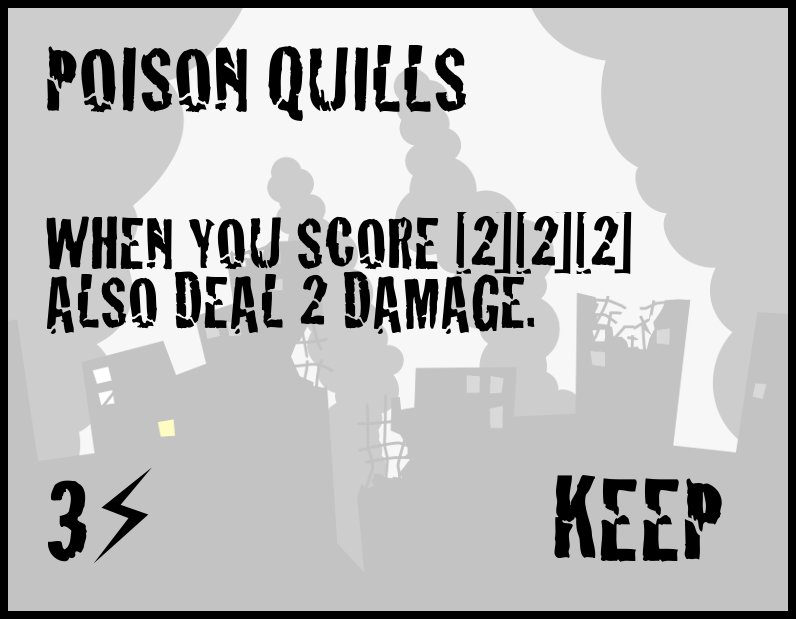 POISON QUILLS
WHEN YOU SCORE [2][2][2]
ALSO DEAL 2 DAMAGE.
3
KEEP